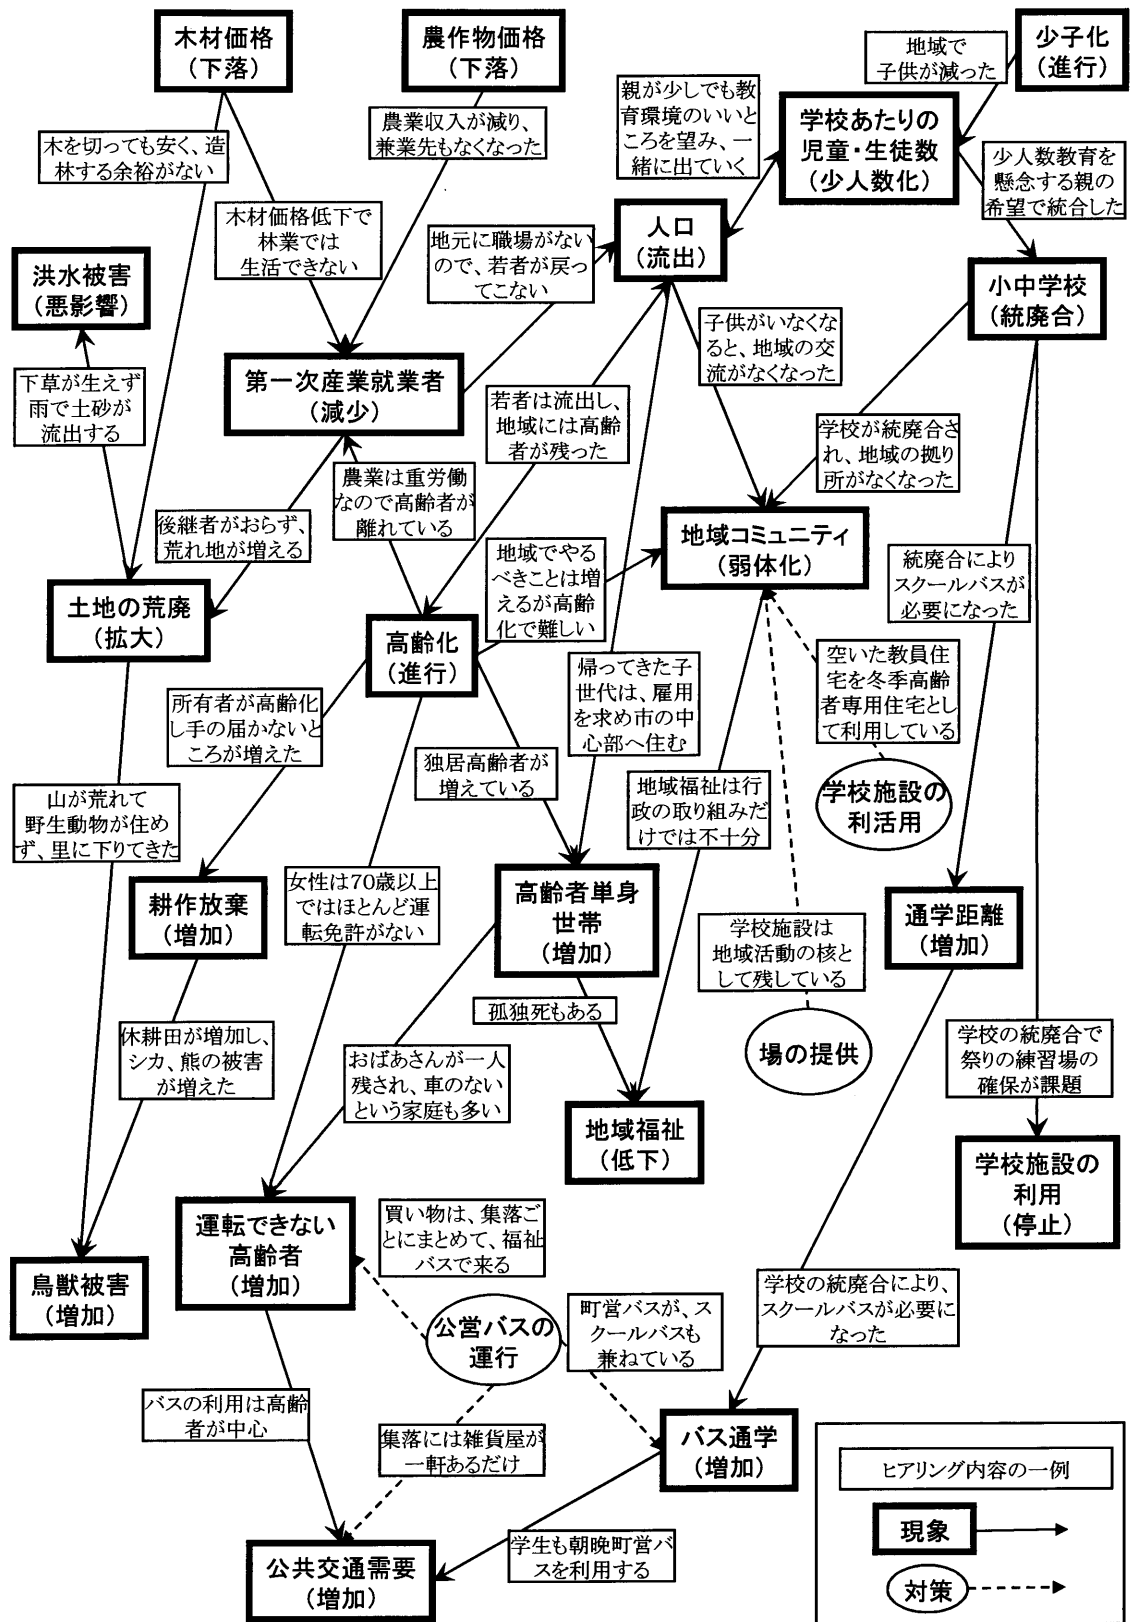 木材価格
（下落）
農作物価格
（下落）
少子化
（進行）
地域で
子供が減った
木を切っても安く、造
林する余裕がない
農業収入が減り、
兼業先もなくなった
親が少しでも教
育環境のいいと
ころを望み、一
緒に出ていく
学校あたりの
児童・生徒数
（少人数化）
少人数教育を
懸念する親の
希望で統合した
木材価格低下で
林業では
生活できない
地元に職場がない
ので、若者が戻っ
てこない
人口
（流出）
洪水被害
（悪影響）
小中学校
（統廃合）
子供がいなくな
ると、地域の交
流がなくなった
下草が生えず
雨で土砂が
流出する
第一次産業就業者
（減少）
若者は流出し、
地域には高齢
者が残った
学校が統廃合さ
れ、地域の拠り
所がなくなった
農業は重労働
なので高齢者が
離れている
後継者がおらず、
荒れ地が増える
地域でやる
べきことは増
えるが高齢
化で難しい
地域コミュニティ
（弱体化）
統廃合により
スクールバスが
必要になった
土地の荒廃
（拡大）
高齢化
（進行）
帰ってきた子
世代は、雇用
を求め市の中
心部へ住む
空いた教員住
宅を冬季高齢
者専用住宅とし
て利用している
所有者が高齢化
し手の届かないと
ころが増えた
独居高齢者が
増えている
地域福祉は行
政の取り組みだ
けでは不十分
学校施設の
利活用
山が荒れて
野生動物が住め
ず、里に下りてきた
耕作放棄
（増加）
女性は70歳以上
ではほとんど運
転免許がない
高齢者単身
世帯
（増加）
学校施設は
地域活動の核と
して残している
通学距離
（増加）
孤独死もある
休耕田が増加し、
シカ、熊の被害
が増えた
おばあさんが一人
残され、車のない
という家庭も多い
場の提供
学校の統廃合で
祭りの練習場の
確保が課題
地域福祉
（低下）
学校施設の
利用
（停止）
運転できない
高齢者
（増加）
買い物は、集落ご
とにまとめて、福祉
バスで来る
鳥獣被害
（増加）
公営バスの
運行
町営バスが、ス
クールバスも
兼ねている
学校の統廃合により、
スクールバスが必要に
なった
バスの利用は高齢
者が中心
集落には雑貨屋が
一軒あるだけ
バス通学
（増加）
公共交通需要
（増加）
学生も朝晩町営バ
スを利用する
ヒアリング内容の一例
現象
対策